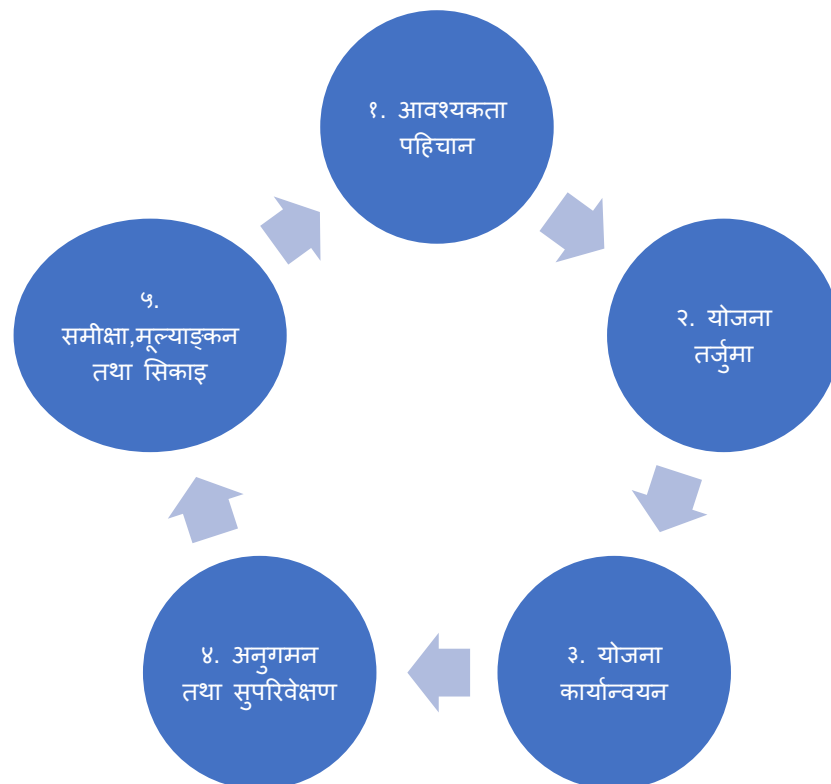 १. आवश्यकता
पहिचान
२. योजना
तर्जुमा
३. योजना
कार्यान्वयन
४. अनुगमन
तथा सुपरिवेक्षण
५.
समीक्षा,मूल्याङ्कन
तथा सिकाइ